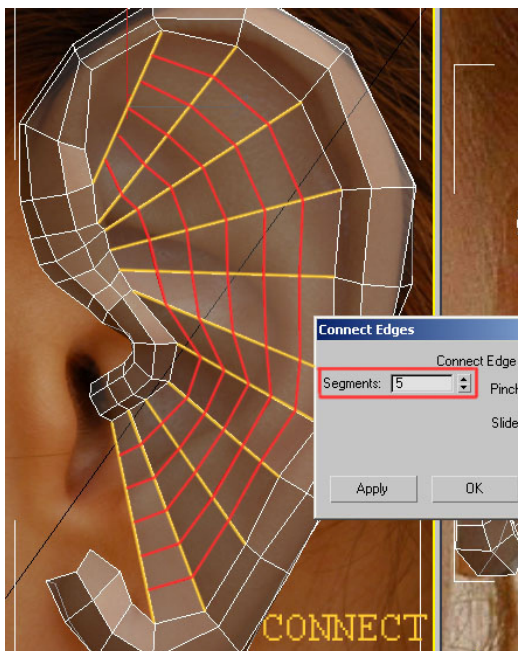 Connect Edges
Connect Edge
Segments: 5
Pinch
Slide
Apply
OK
CONNECT